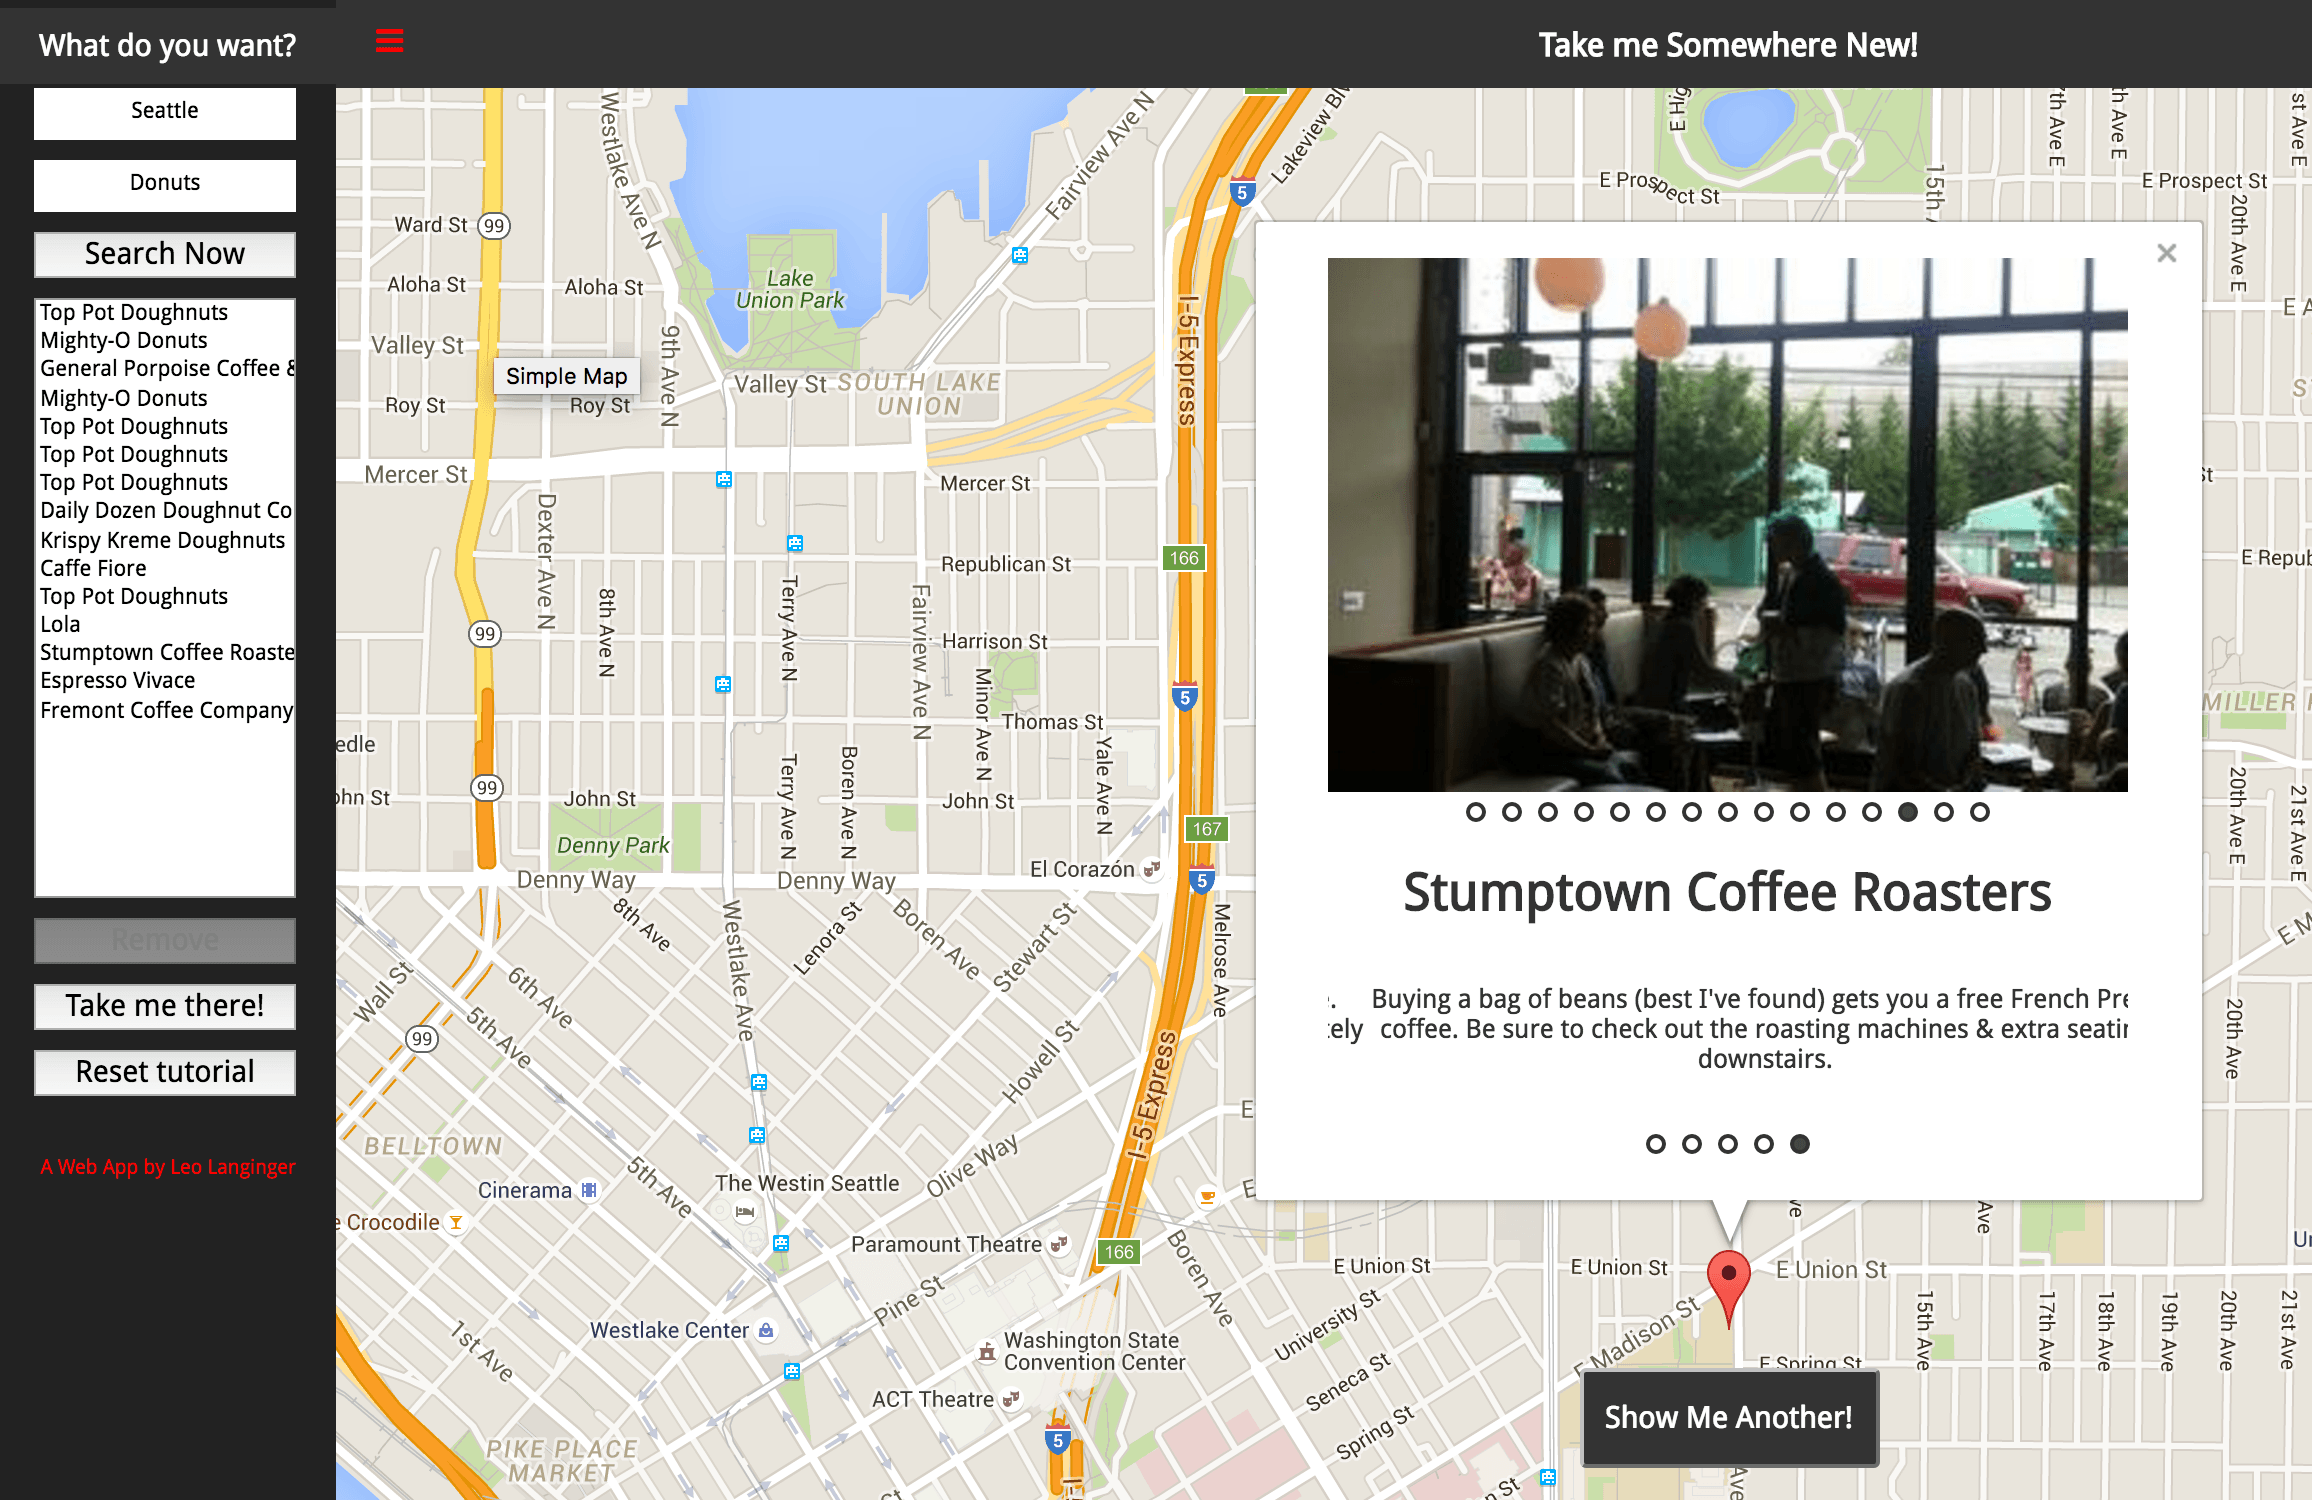 What do you want?
Take me Somewhere New!
Seattle
Donuts
Search Now
Top Pot Doughnuts
Mighty-O Donuts
General Porpoise Coffee &
Mighty-O Donuts
Top Pot Doughnuts
Top Pot Doughnuts
Top Pot Doughnuts
Daily Dozen Doughnut Co
Krispy Kreme Doughnuts
Caffe Fiore
Top Pot Doughnuts
Lola
Stumptown Coffee Roaste
Espresso Vivace
Fremont Coffee Company
Remove
Take me there!
Reset tutorial
A Web App by Leo Langinger
Westlake Ave N
Fairview Ave N
Lakeview
5
E Prospect St
15th
17th Ave E
E Prospect St
20th Ave E
Ward St
99
Aloha St
Aloha St
Lake
Union Park
I-5 Express
9th Ave N
Valley St
Simple Map
Valley St
SOUTH LAKE
UNION
Roy St
Roy St
Mercer St
Mercer St
Dexter Ave N
Republican St
166
8th Ave N
Terry Ave N
Fairview Ave N
Harrison St
99
Minor Ave N
5
Thomas St
Yale Ave N
Terry Ave N
Boren Ave N
99
John St
John St
167
Denny Park
El Corazón
5
Denny Way
Denny Way
8th Ave
Westlake Ave
Lenora St
Boren Ave
Stewart St
Melrose Ave
Wall St
6th Ave
5th Ave
99
Howell St
I-5 Express
BELLTOWN
5th Ave
Olive Way
Cinerama
The Westin Seattle
Crocodile
Paramount Theatre
166
Boren Ave
Pine St
Westlake Center
Washington State
Convention Center
1st Ave
ACT Theatre
University St
Seneca St
Spring St
PIKE PLACE
MARKET
5
Stumptown Coffee Roasters
Buying a bag of beans (best I've found) gets you a free French Pre
coffee. Be sure to check out the roasting machines & extra seatin
downstairs.
E Repub
MILLER
20th Ave E
21st Ave E
20th Ave
E Union St
E Union St
E Union St
E Madison St
E Spring St
15th Ave
17th Ave
18th Ave
19th Ave
20th Ave
21st Ave
Show Me Another!